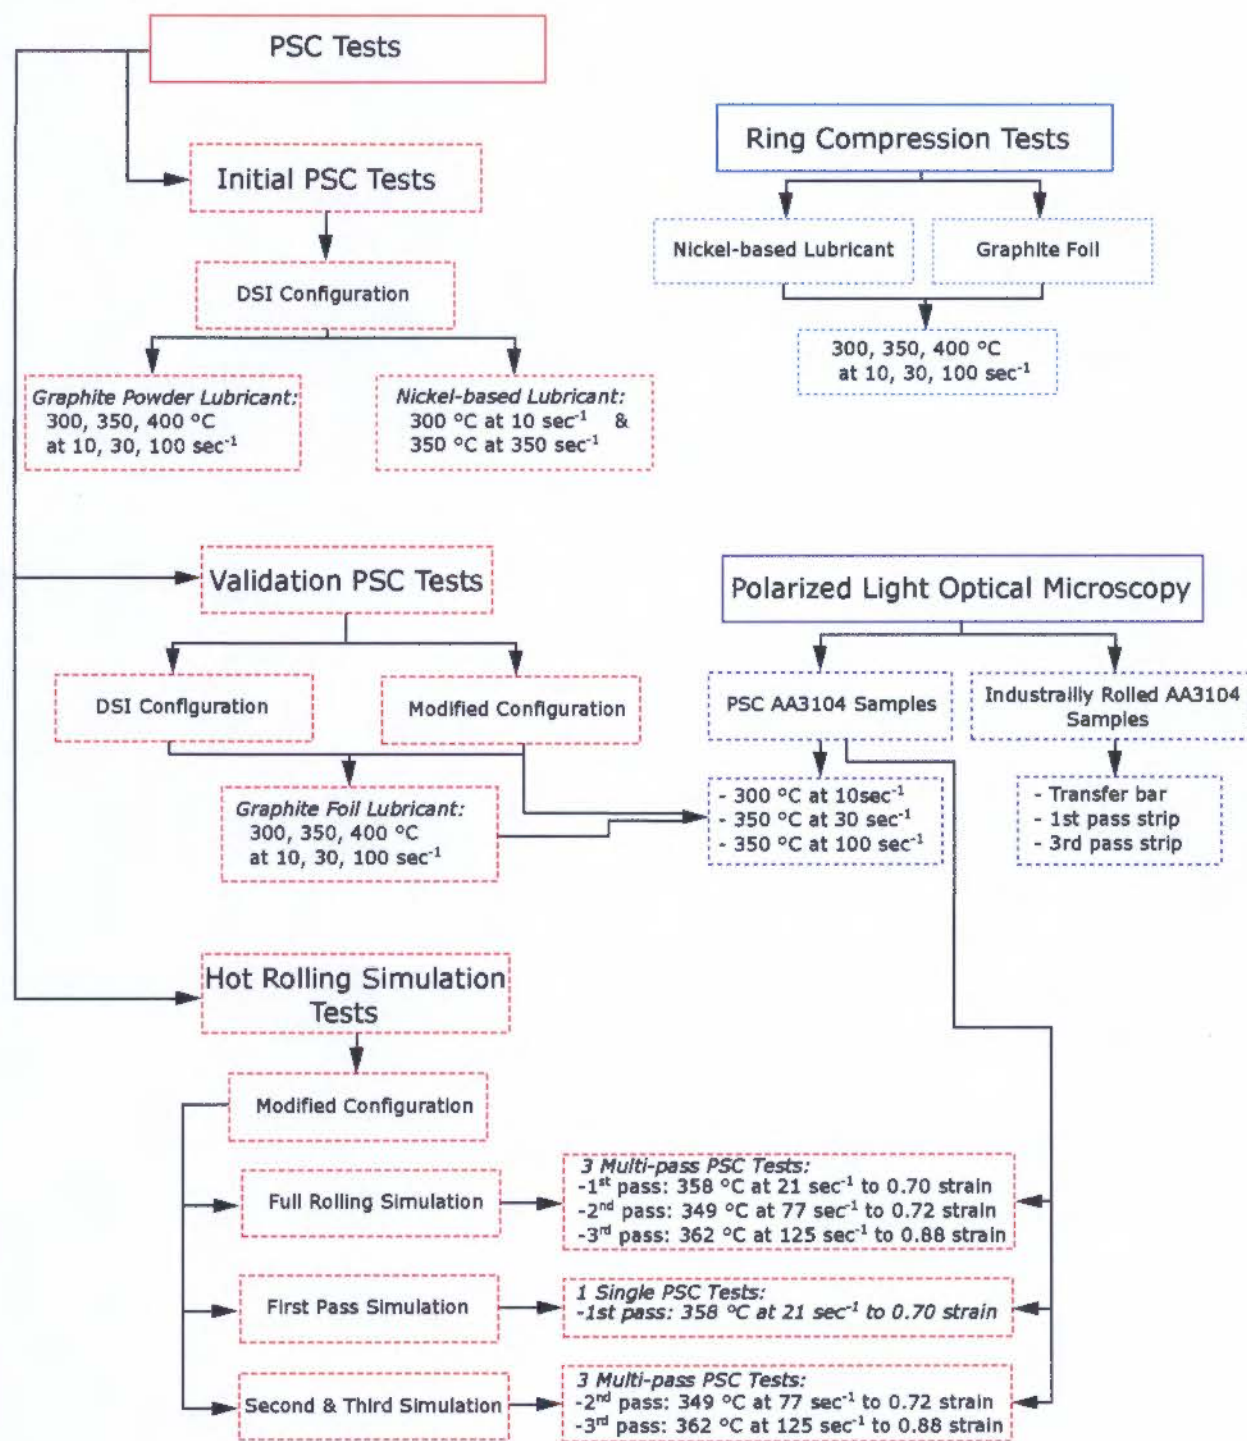 PSC Tests
Initial PSC Tests
DSI Configuration
Graphite Powder Lubricant:
300, 350, 400 °C
at 10, 30, 100 sec⁻¹
Nickel-based Lubricant:
300 °C at 10 sec⁻¹ &
350 °C at 350 sec⁻¹
Ring Compression Tests
Nickel-based Lubricant
Graphite Foil
300, 350, 400 °C
at 10, 30, 100 sec⁻¹
Validation PSC Tests
DSI Configuration
Modified Configuration
Graphite Foil Lubricant:
300, 350, 400 °C
at 10, 30, 100 sec⁻¹
Polarized Light Optical Microscopy
PSC AA3104 Samples
Industrailly Rolled AA3104
Samples
- 300 °C at 10sec⁻¹
- 350 °C at 30 sec⁻¹
- 350 °C at 100 sec⁻¹
- Transfer bar
- 1st pass strip
- 3rd pass strip
Hot Rolling Simulation
Tests
Modified Configuration
Full Rolling Simulation
3 Multi-pass PSC Tests:
-1ˢᵗ pass: 358 °C at 21 sec⁻¹ to 0.70 strain
-2ⁿᵈ pass: 349 °C at 77 sec⁻¹ to 0.72 strain
-3ʳᵈ pass: 362 °C at 125 sec⁻¹ to 0.88 strain
First Pass Simulation
1 Single PSC Tests:
-1st pass: 358 °C at 21 sec⁻¹ to 0.70 strain
Second & Third Simulation
3 Multi-pass PSC Tests:
-2ⁿᵈ pass: 349 °C at 77 sec⁻¹ to 0.72 strain
-3ʳᵈ pass: 362 °C at 125 sec⁻¹ to 0.88 strain